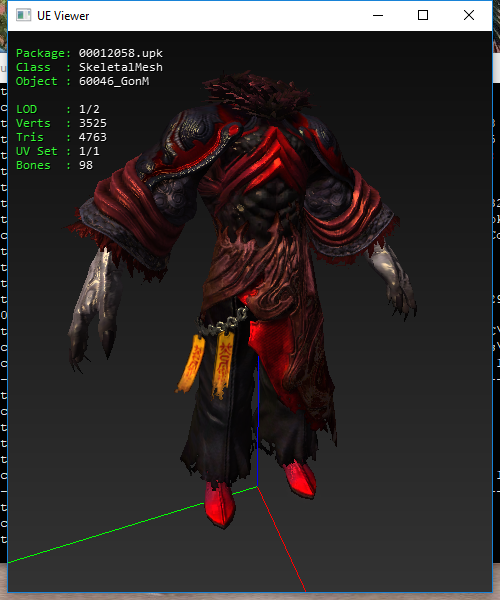 UE Viewer
Package: 00012058.upk
Class : SkeletalMesh
Object : 60046_GonM
LOD : 1/2
Verts : 3525
Tris : 4763
UV Set : 1/1
Bones : 98